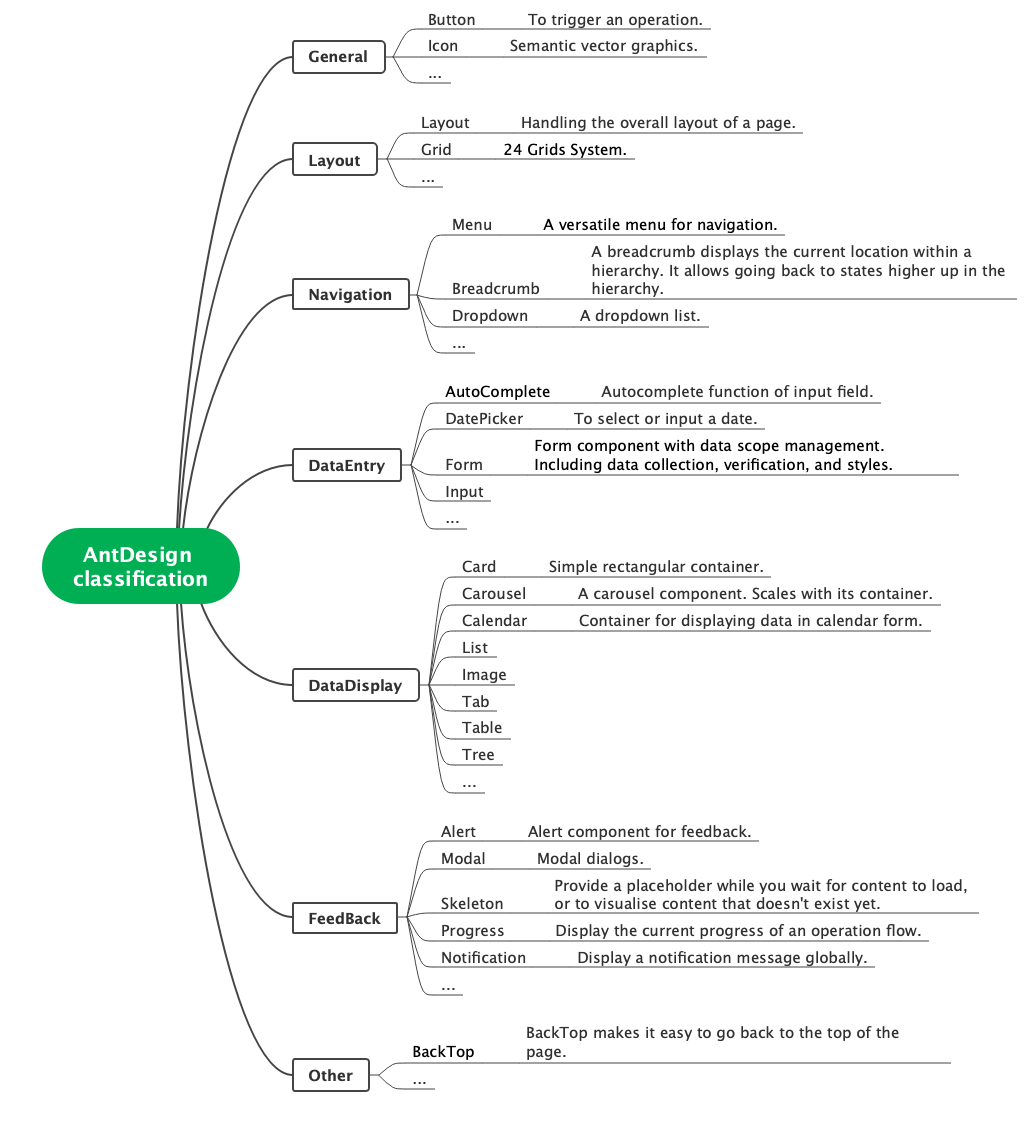 AntDesign
classification
General
Button To trigger an operation.
Icon Semantic vector graphics.
...
Layout
Layout Handling the overall layout of a page.
Grid 24 Grids System.
...
Navigation
Menu A versatile menu for navigation.
Breadcrumb
A breadcrumb displays the current location within a
hierarchy. It allows going back to states higher up in the
hierarchy.
Dropdown A dropdown list.
...
DataEntry
AutoComplete Autocomplete function of input field.
DatePicker To select or input a date.
Form
Form component with data scope management.
Including data collection, verification, and styles.
Input
...
DataDisplay
Card Simple rectangular container.
Carousel A carousel component. Scales with its container.
Calendar Container for displaying data in calendar form.
List
Image
Tab
Table
Tree
...
FeedBack
Alert Alert component for feedback.
Modal Modal dialogs.
Skeleton
Provide a placeholder while you wait for content to load,
or to visualise content that doesn't exist yet.
Progress Display the current progress of an operation flow.
Notification Display a notification message globally.
...
Other
BackTop
BackTop makes it easy to go back to the top of the
page.
...